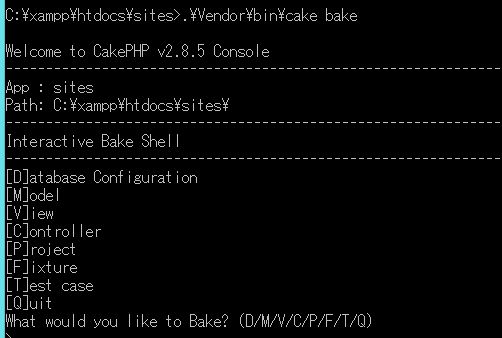 C:¥xampp¥htdocs¥sites>.¥Vendor¥bin¥cake bake
Welcome to CakePHP v2.8.5 Console
---------------------------------------------------------------
App : sites
Path: C:¥xampp¥htdocs¥sites¥
---------------------------------------------------------------
Interactive Bake Shell
---------------------------------------------------------------
[D]atabase Configuration
[M]odel
[V]iew
[C]ontroller
[P]roject
[F]ixture
[T]est case
[Q]uit
What would you like to Bake? (D/M/V/C/P/F/T/Q)
>